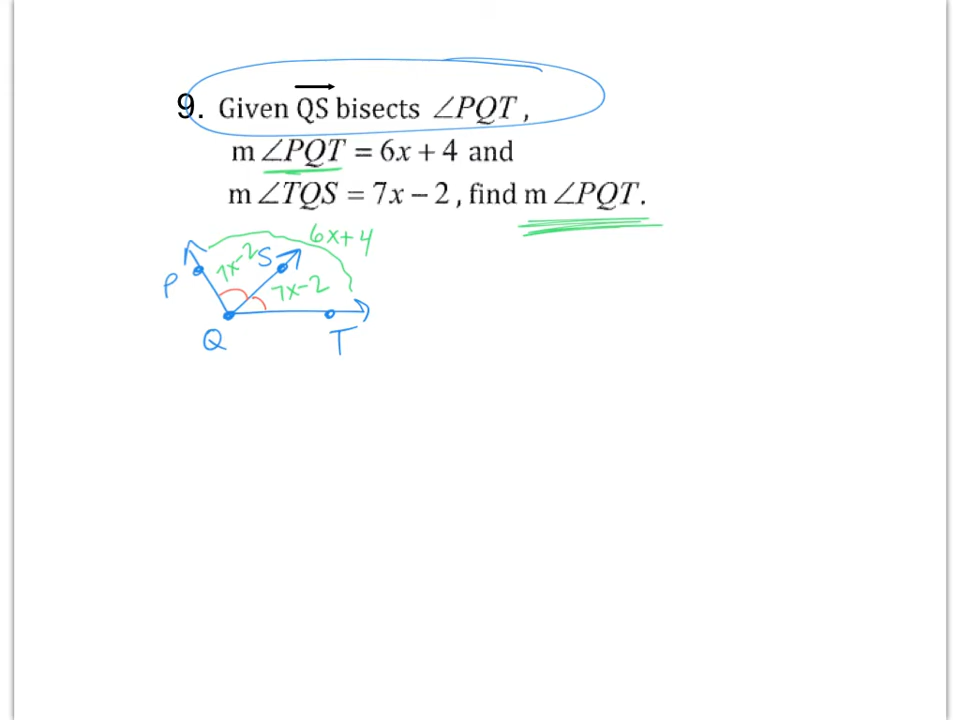 9. Given QS bisects ∠PQT,
m∠PQT = 6x + 4 and
m∠TQS = 7x − 2, find m∠PQT.
6x+4
7x-2
S
P
7x-2
Q
T